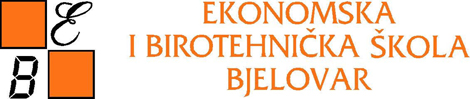 E
B
EKONOMSKA
I BIROTEHNIČKA ŠKOLA
BJELOVAR